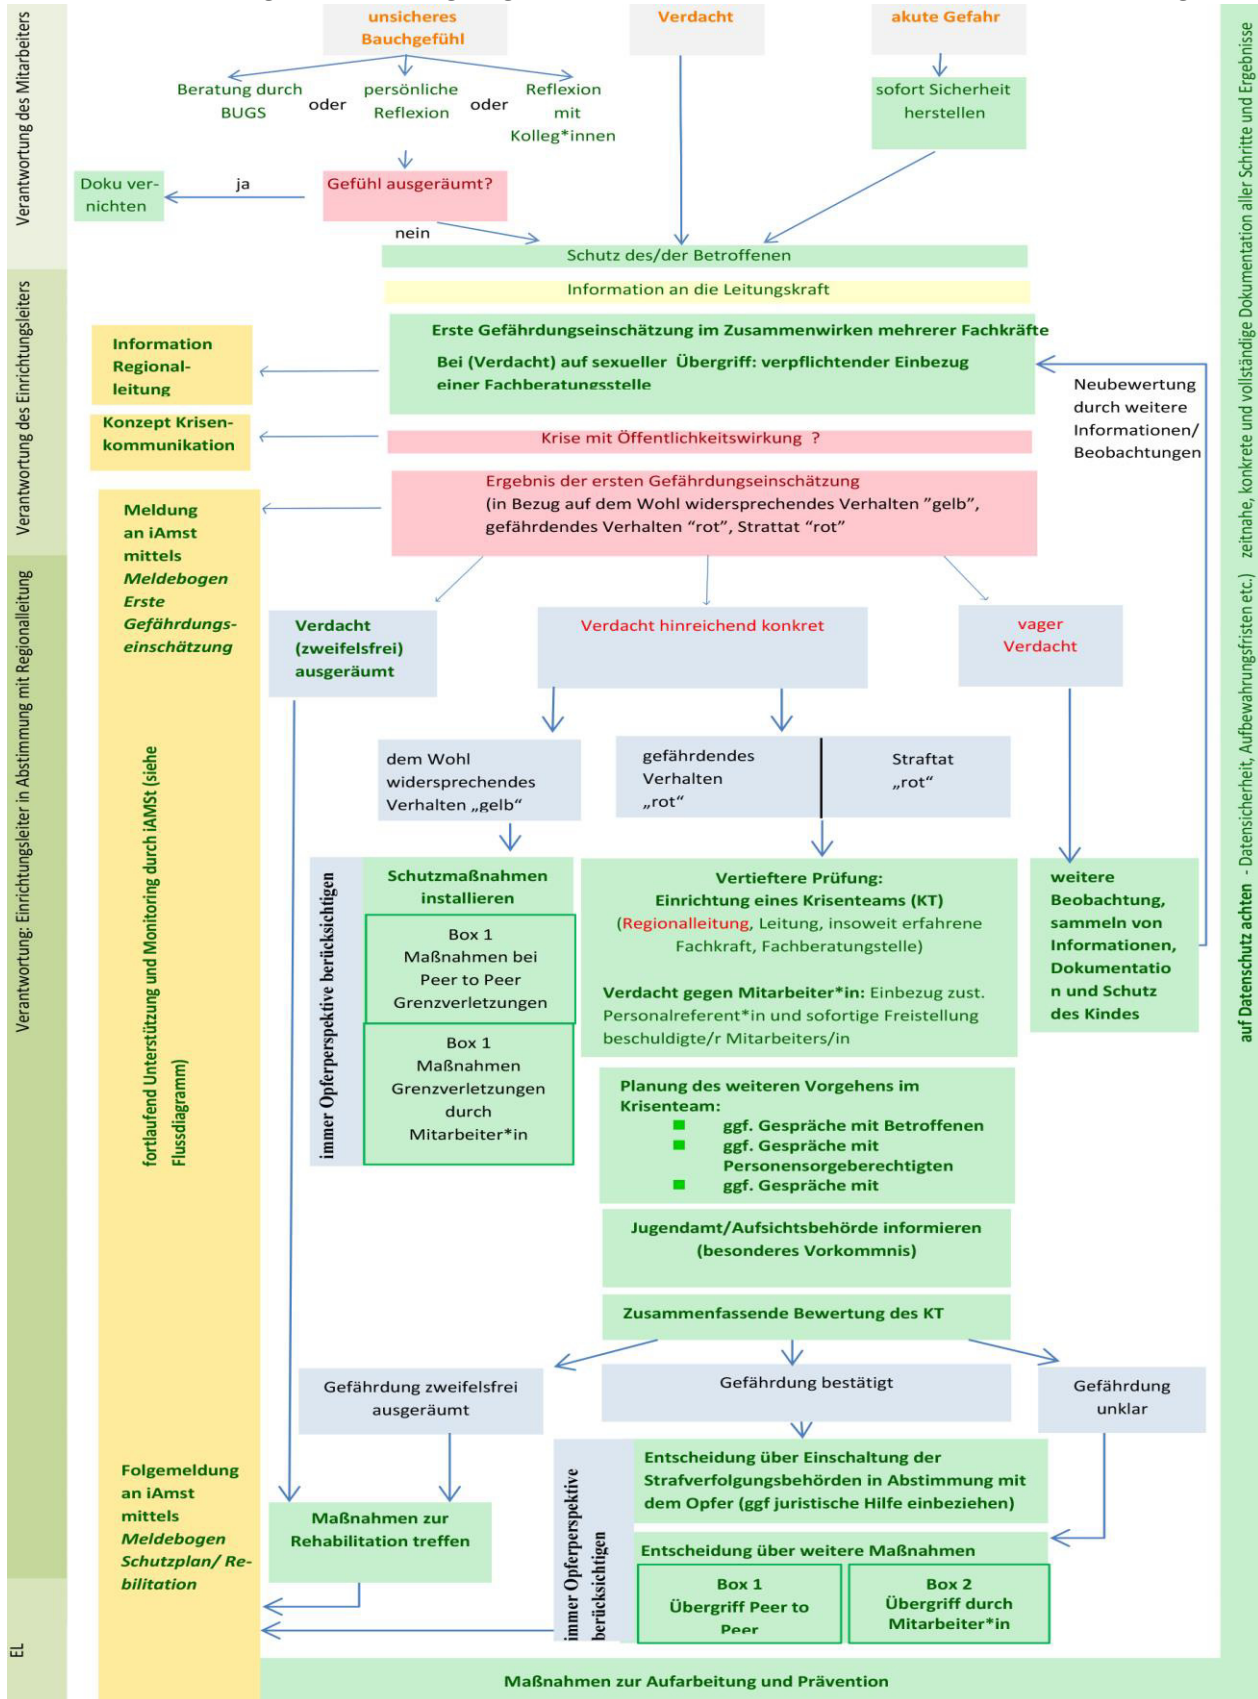 unsicheres
Bauchgefühl
Verdacht
akute Gefahr
Beratung durch
BUGS
oder
persönliche
Reflexion
oder
Reflexion
mit
Kolleg*innen
sofort Sicherheit
herstellen
Doku ver-
nichten
ja
Gefühl ausgeräumt?
nein
Schutz des/der Betroffenen
Information an die Leitungskraft
Erste Gefährdungseinschätzung im Zusammenwirken mehrerer Fachkräfte
Bei (Verdacht) auf sexueller Übergriff: verpflichtender Einbezug
einer Fachberatungsstelle
Information
Regional-
leitung
Konzept Krisen-
kommunikation
Krise mit Öffentlichkeitswirkung ?
Neubewertung
durch weitere
Informationen/
Beobachtungen
Ergebnis der ersten Gefährdungseinschätzung
(in Bezug auf dem Wohl widersprechendes Verhalten ”gelb”,
gefährdendes Verhalten “rot”, Strattat “rot”
Meldung
an iAmst
mittels
Meldebogen
Erste
Gefährdungs-
einschätzung
Verdacht
(zweifelsfrei)
ausgeräumt
Verdacht hinreichend konkret
vager
Verdacht
dem Wohl
widersprechendes
Verhalten „gelb“
gefährdendes
Verhalten
„rot“
Straftat
„rot“
fortlaufend Unterstützung und Monitoring durch iAMSt (siehe
Flussdiagramm)
immer Opferperspektive berücksichtigen
Schutzmaßnahmen
installieren
Box 1
Maßnahmen bei
Peer to Peer
Grenzverletzungen
Box 1
Maßnahmen
Grenzverletzungen
durch
Mitarbeiter*in
Vertieftere Prüfung:
Einrichtung eines Krisenteams (KT)
(Regionalleitung, Leitung, insoweit erfahrene
Fachkraft, Fachberatungstelle)
Verdacht gegen Mitarbeiter*in: Einbezug zust.
Personalreferent*in und sofortige Freistellung
beschuldigte/r Mitarbeiters/in
weitere
Beobachtung,
sammeln von
Informationen,
Dokumentatio
n und Schutz
des Kindes
Planung des weiteren Vorgehens im
Krisenteam:
ggf. Gespräche mit Betroffenen
ggf. Gespräche mit
Personensorgeberechtigten
ggf. Gespräche mit
Jugendamt/Aufsichtsbehörde informieren
(besonderes Vorkommnis)
Zusammenfassende Bewertung des KT
Gefährdung zweifelsfrei
ausgeräumt
Gefährdung bestätigt
Gefährdung
unklar
Folgemeldung
an iAmst
mittels
Meldebogen
Schutzplan/ Re-
bilitation
Maßnahmen zur
Rehabilitation treffen
immer Opferperspektive
berücksichtigen
Entscheidung über Einschaltung der
Strafverfolgungsbehörden in Abstimmung mit
dem Opfer (ggf juristische Hilfe einbeziehen)
Entscheidung über weitere Maßnahmen
Box 1
Übergriff Peer to
Peer
Box 2
Übergriff durch
Mitarbeiter*in
Maßnahmen zur Aufarbeitung und Prävention
Verantwortung des Mitarbeiters
Verantwortung des Einrichtungsleiters
Verantwortung: Einrichtungsleiter in Abstimmung mit Regionalleitung
EL
auf Datenschutz achten - Datensicherheit, Aufbewahrungsfristen etc.) zeitnahe, konkrete und vollständige Dokumentation aller Schritte und Ergebnisse